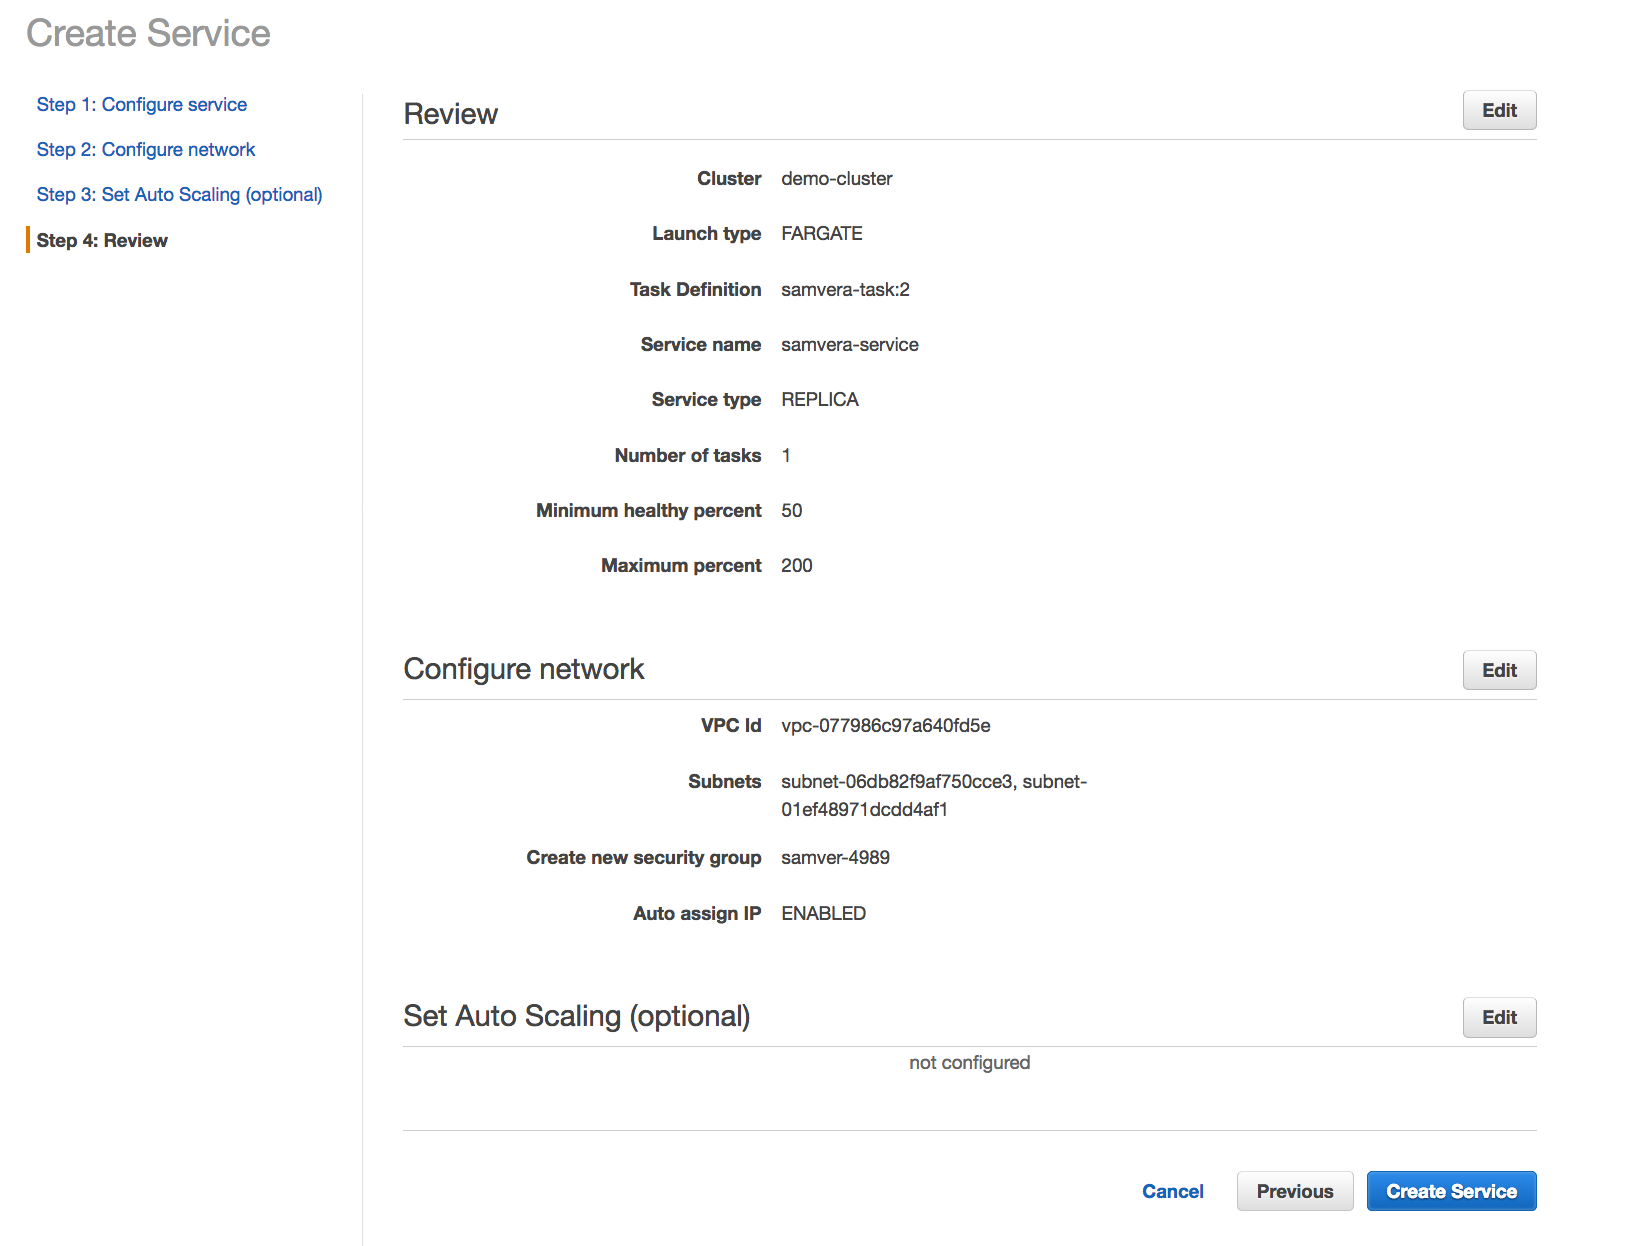 Create Service
Step 1: Configure service
Step 2: Configure network
Step 3: Set Auto Scaling (optional)
Step 4: Review
Review
Edit
Cluster demo-cluster
Launch type FARGATE
Task Definition samvera-task:2
Service name samvera-service
Service type REPLICA
Number of tasks 1
Minimum healthy percent 50
Maximum percent 200
Configure network
Edit
VPC Id vpc-077986c97a640fd5e
Subnets subnet-06db82f9af750cce3, subnet-
01ef48971dcdd4af1
Create new security group samver-4989
Auto assign IP ENABLED
Set Auto Scaling (optional)
Edit
not configured
Cancel
Previous
Create Service